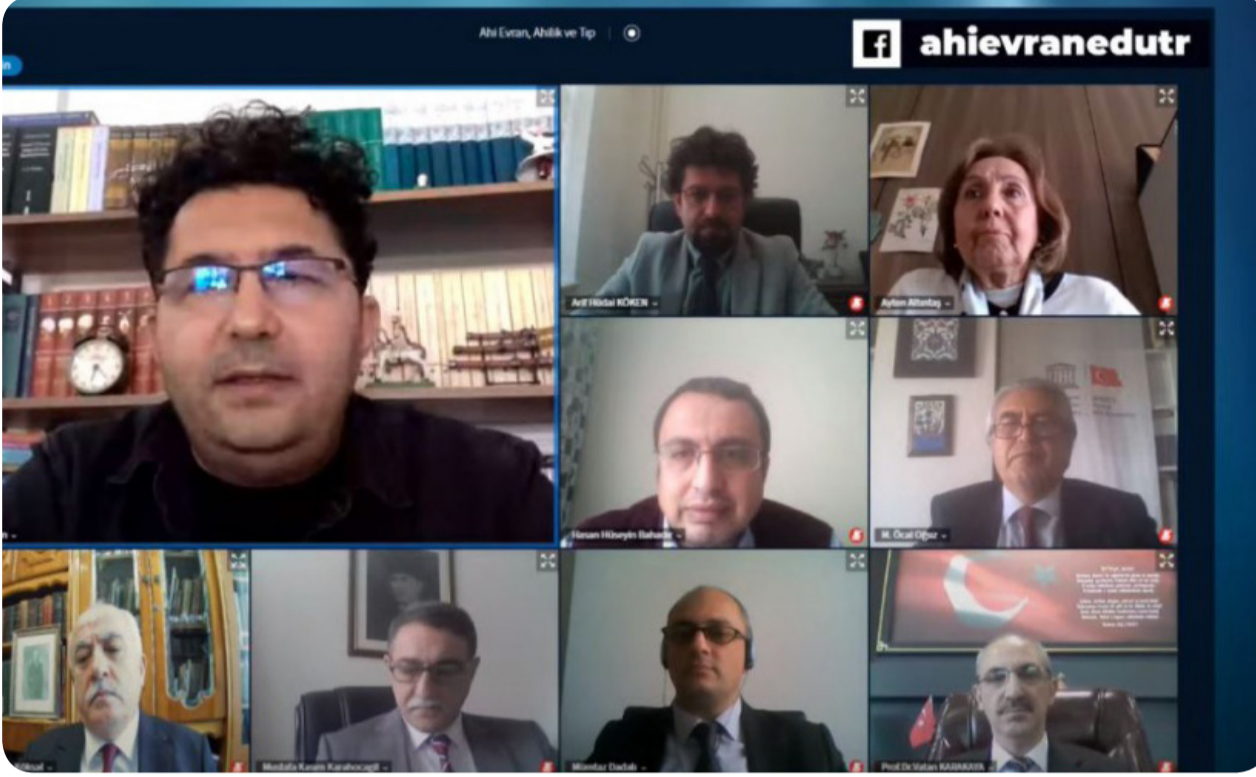 Ahi Evran, Ahilik ve Tıp
ahievranedutr
in
Arif Hüdai KÖKEN
Ayten Altıntaş
Hasan Hüseyin Bahadır
M. Öcal Oğuz
n
Mustafa Kasım Karahocagil
Mümtaz Dadalı
Prof.Dr.Vatan KARAKAYA